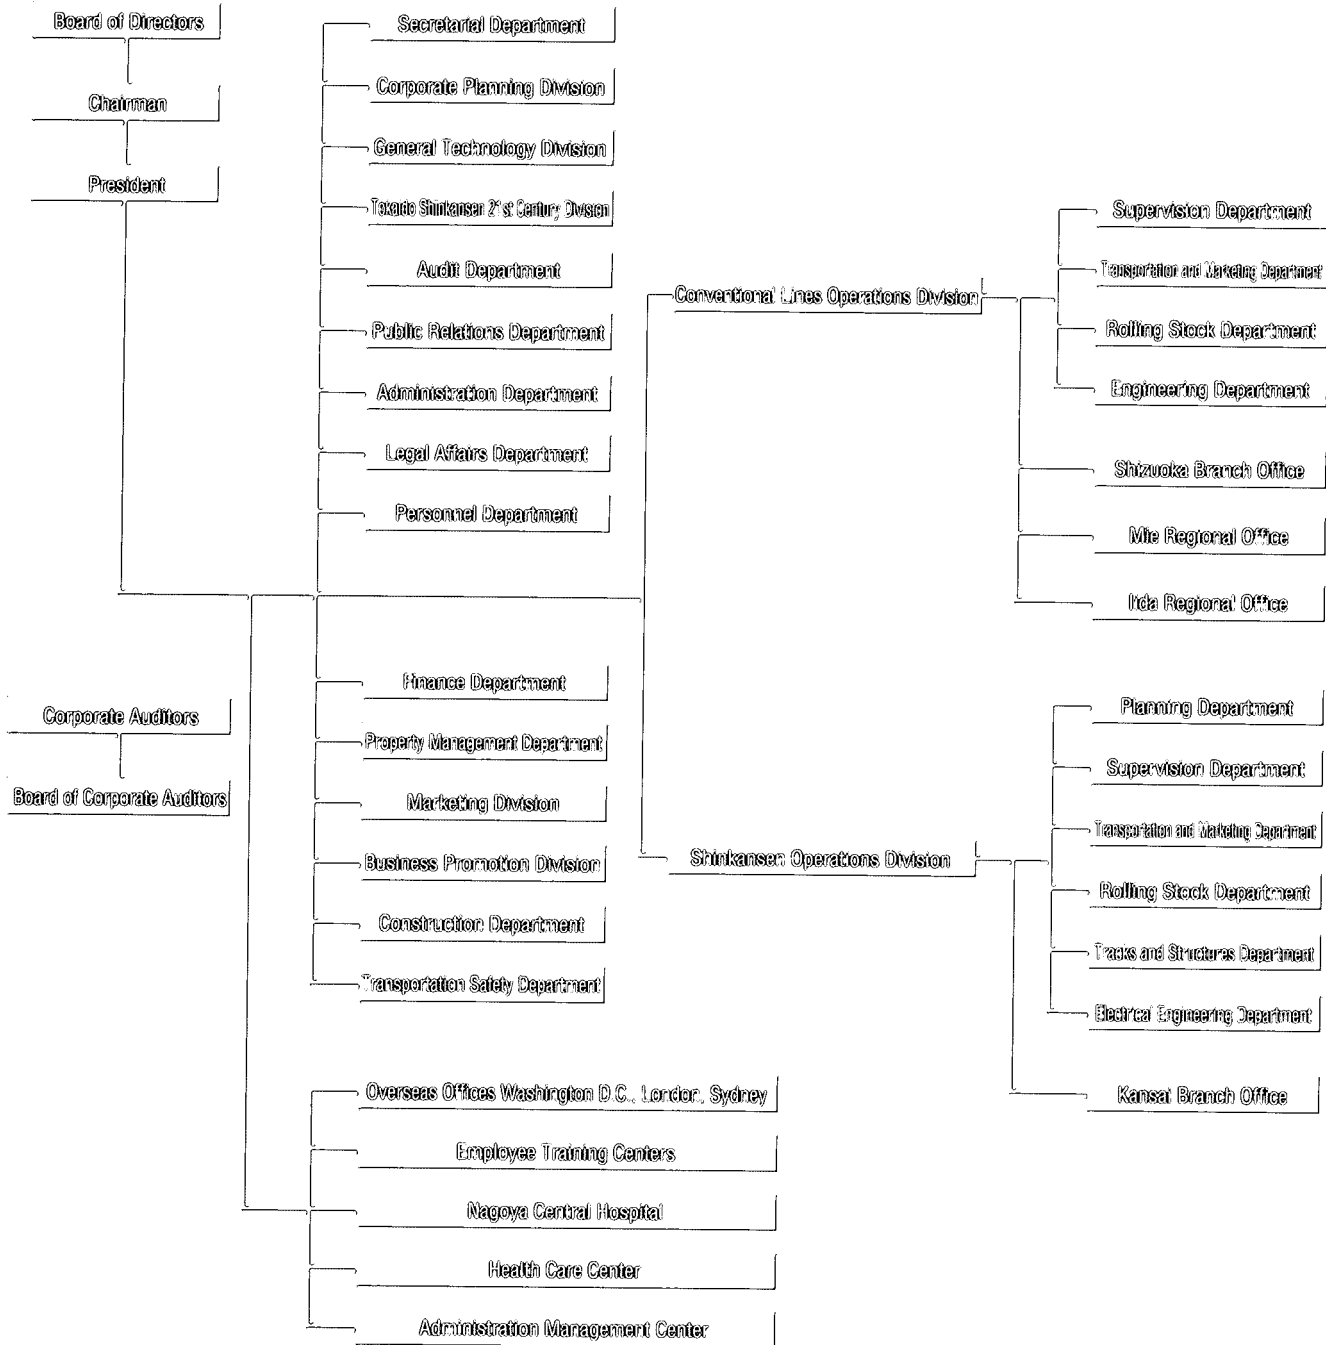 Board of Directors
Chairman
President
Corporate Auditors
Board of Corporate Auditors
Secretarial Department
Corporate Planning Division
General Technology Division
Tokaido Shinkansen 21st Century Division
Audit Department
Public Relations Department
Administration Department
Legal Affairs Department
Personnel Department
Finance Department
Property Management Department
Marketing Division
Business Promotion Division
Construction Department
Transportation Safety Department
Overseas Offices Washington D.C., London, Sydney
Employee Training Centers
Nagoya Central Hospital
Health Care Center
Administration Management Center
Conventional Lines Operations Division
Supervision Department
Transportation and Marketing Department
Rolling Stock Department
Engineering Department
Shizuoka Branch Office
Mie Regional Office
Iida Regional Office
Shinkansen Operations Division
Planning Department
Supervision Department
Transportation and Marketing Department
Rolling Stock Department
Tracks and Structures Department
Electrical Engineering Department
Kansai Branch Office